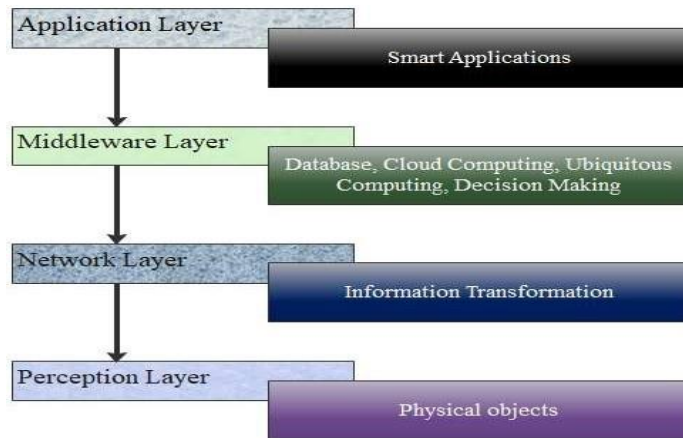 Application Layer
Smart Applications
Middleware Layer
Database, Cloud Computing, Ubiquitous
Computing, Decision Making
Network Layer
Information Transformation
Perception Layer
Physical objects